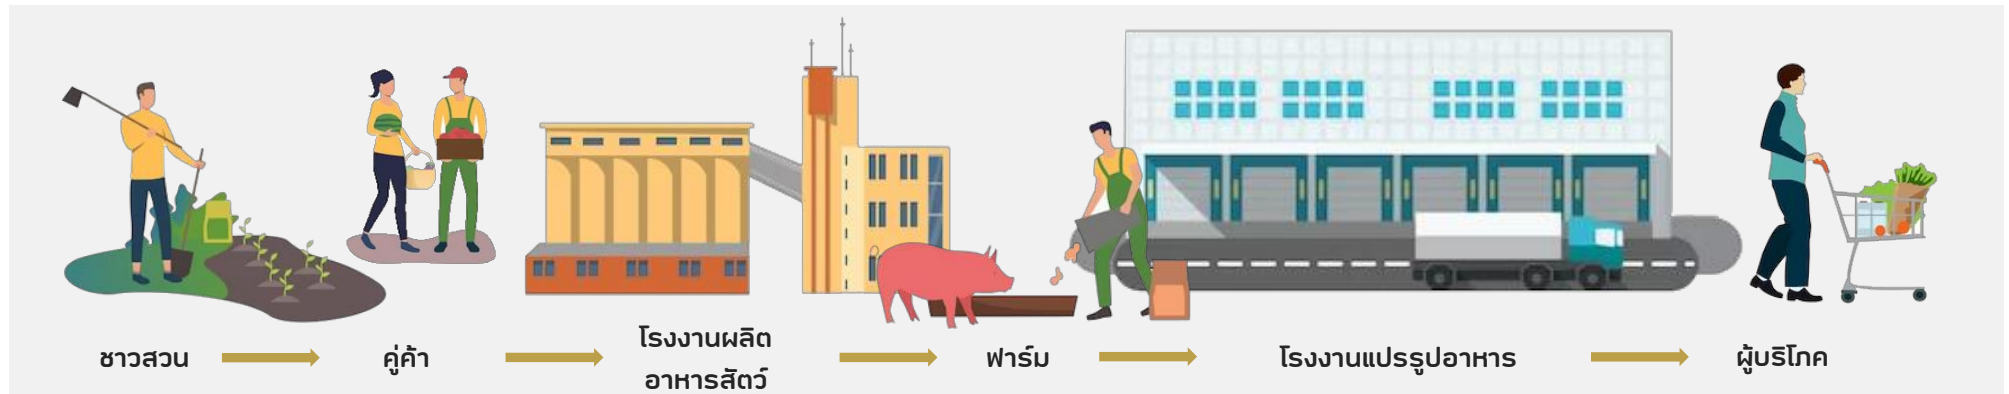 ชาวสวน
คู่ค้า
โรงงานผลิต
อาหารสัตว์
ฟาร์ม
โรงงานแปรรูปอาหาร
ผู้บริโภค